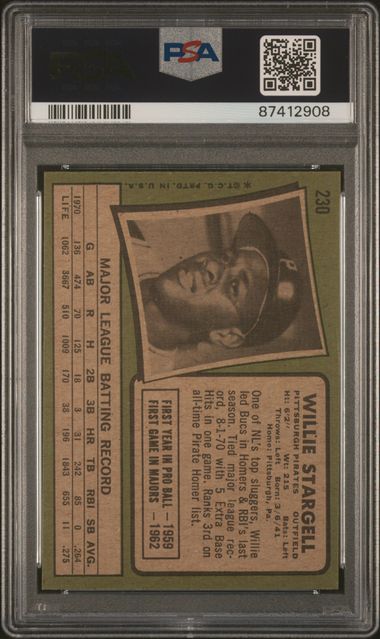 PSA
PSA
87412908
*©T.C.G. PRTD. IN U.S.A.
230
WILLIE STARGELL
PITTSBURGH PIRATES OUTFIELD
Ht: 6'2" Wt: 215 Bats: Left
Throws: Left Born: 3/6/41
Home: Pittsburgh, Pa.
One of NL's top sluggers, Willie
led Bucs in Homers & RBI's last
season. Tied major league rec-
ord, 8-1-70 with 5 Extra Base
Hits in one game. Ranks 3rd on
all-time Pirate Homer list.
FIRST YEAR IN PRO BALL — 1959
FIRST GAME IN MAJORS — 1962
P
MAJOR LEAGUE BATTING RECORD
G AB R H 2B 3B HR TB RBI SB AVG.
1970 136 474 70 125 18 3 31 242 85 0 .264
LIFE 1062 3667 510 1009 170 38 196 1843 655 11 .275